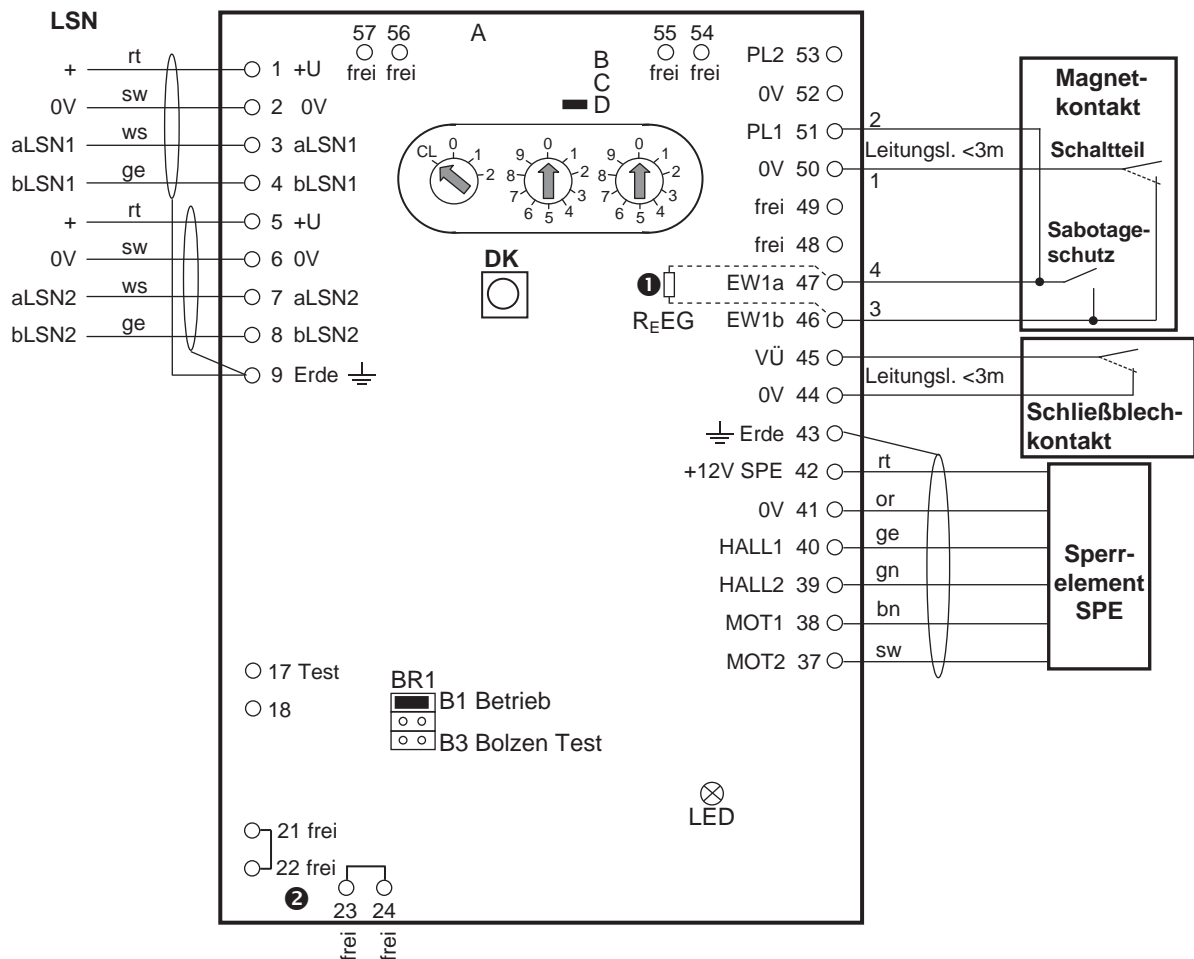 LSN
+ rt 1 +U
0V sw 2 0V
aLSN1 ws 3 aLSN1
bLSN1 ge 4 bLSN1
+ rt 5 +U
0V sw 6 0V
aLSN2 ws 7 aLSN2
bLSN2 ge 8 bLSN2
9 Erde
57 56
frei frei
A
B
C
D
55 54
frei frei
CL 0 1 2
0 1 2 3 4 5 6 7 8 9
0 1 2 3 4 5 6 7 8 9
DK
❶
REEG
PL2 53
0V 52
PL1 51 2
Leitungsl. <3m
0V 50 1
frei 49
frei 48
EW1a 47 4
EW1b 46 3
VÜ 45
Leitungsl. <3m
0V 44
Erde 43
+12V SPE 42 rt
0V 41 or
HALL1 40 ge
HALL2 39 gn
MOT1 38 bn
MOT2 37 sw
Magnet-
kontakt
Schaltteil
Sabotage-
schutz
Schließblech-
kontakt
Sperr-
element
SPE
17 Test
18
BR1
B1 Betrieb
B3 Bolzen Test
LED
21 frei
22 frei
❷
23 24
frei frei